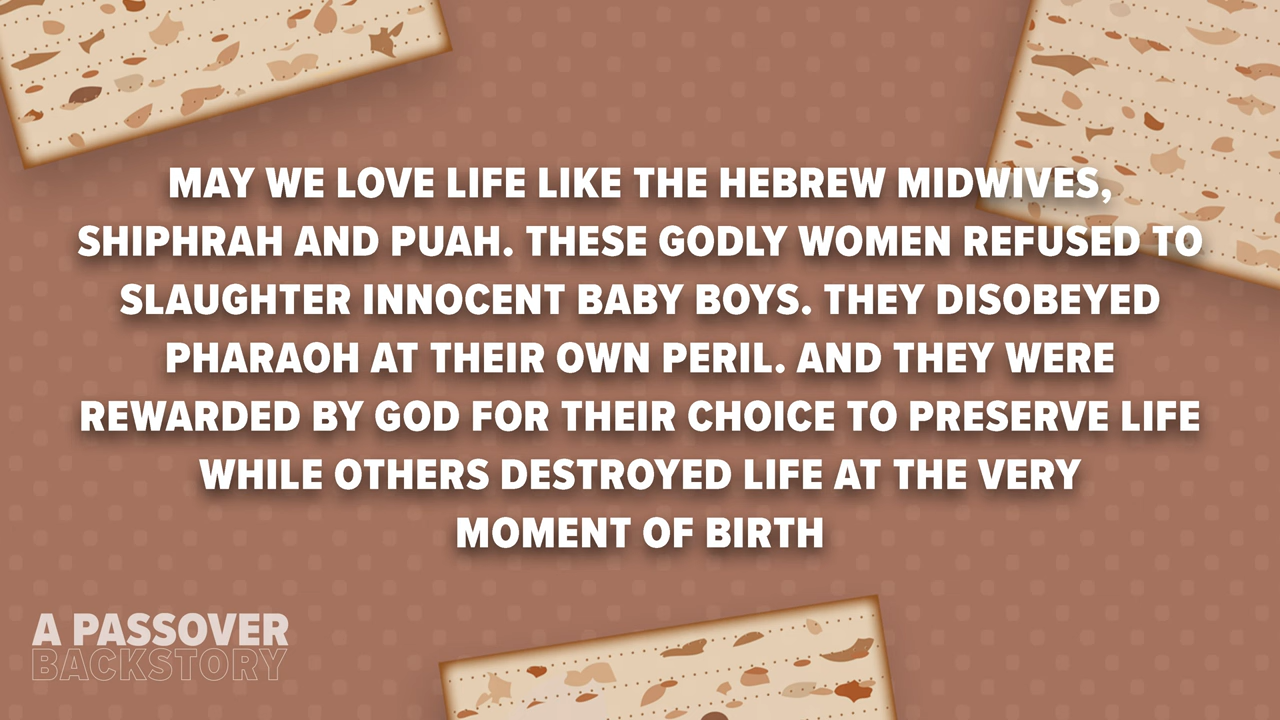 MAY WE LOVE LIFE LIKE THE HEBREW MIDWIVES,
SHIPHRAH AND PUAH. THESE GODLY WOMEN REFUSED TO
SLAUGHTER INNOCENT BABY BOYS. THEY DISOBEYED
PHARAOH AT THEIR OWN PERIL. AND THEY WERE
REWARDED BY GOD FOR THEIR CHOICE TO PRESERVE LIFE
WHILE OTHERS DESTROYED LIFE AT THE VERY
MOMENT OF BIRTH
A PASSOVER
BACKSTORY